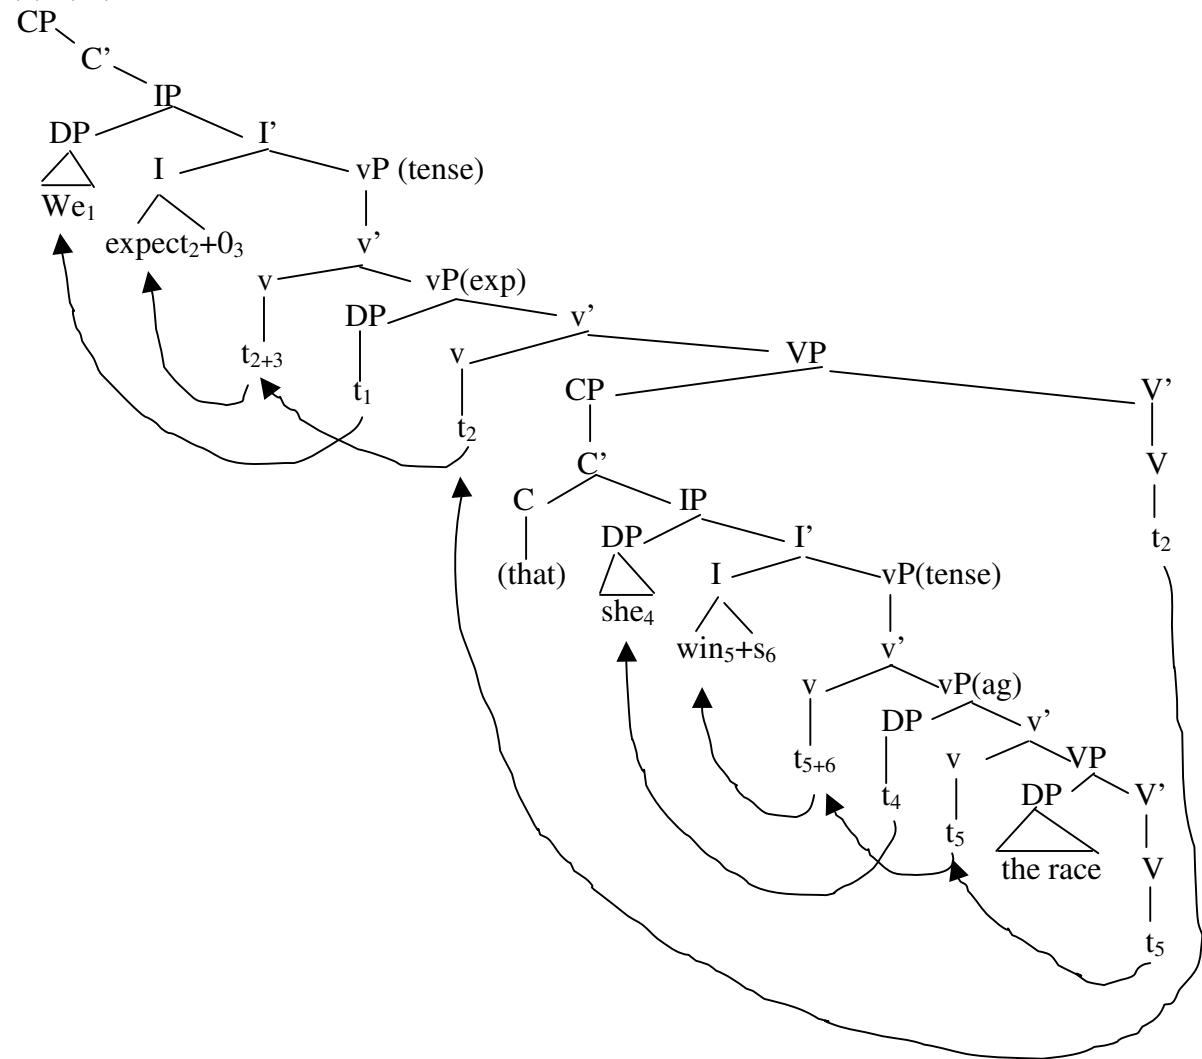 CP
C’
IP
DP I’
I vP (tense)
We₁
expect₂+0₃ v’
v vP(exp)
DP v’
t₂₊₃ v VP
t₁ CP V’
t₂
C’ V
C IP
DP I’ t₂
(that) I vP(tense)
she₄
win₅+s₆ v’
v vP(ag)
DP v’
t₅₊₆ v VP
t₄ DP V’
t₅
the race V
t₅